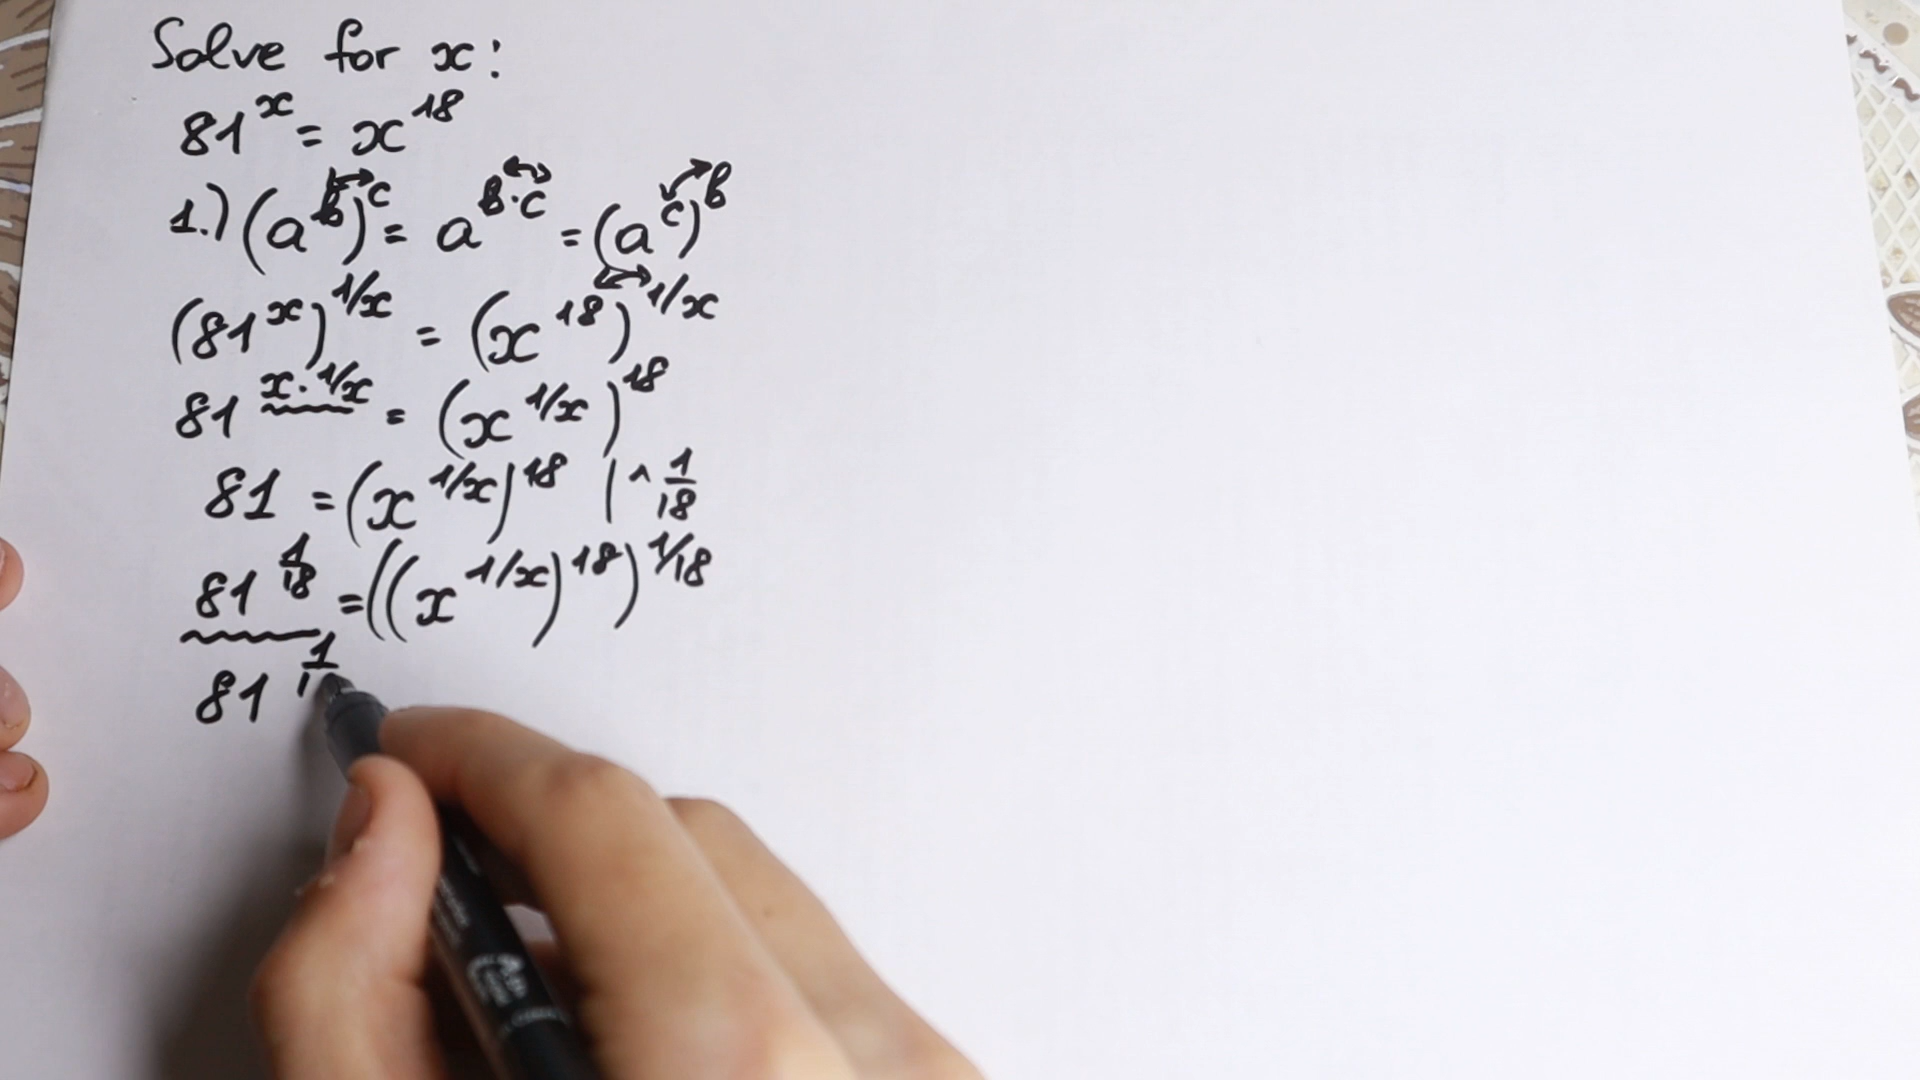 Solve for x:
81^x = x^18
1.) (a^b)^c = a^(b·c) = (a^c)^b
(81^x)^(1/x) = (x^18)^(1/x)
81^(x·1/x) = (x^(1/x))^18
81 = (x^(1/x))^18 | ^ 1/18
81^(1/18) = ((x^(1/x))^18)^(1/18)
81